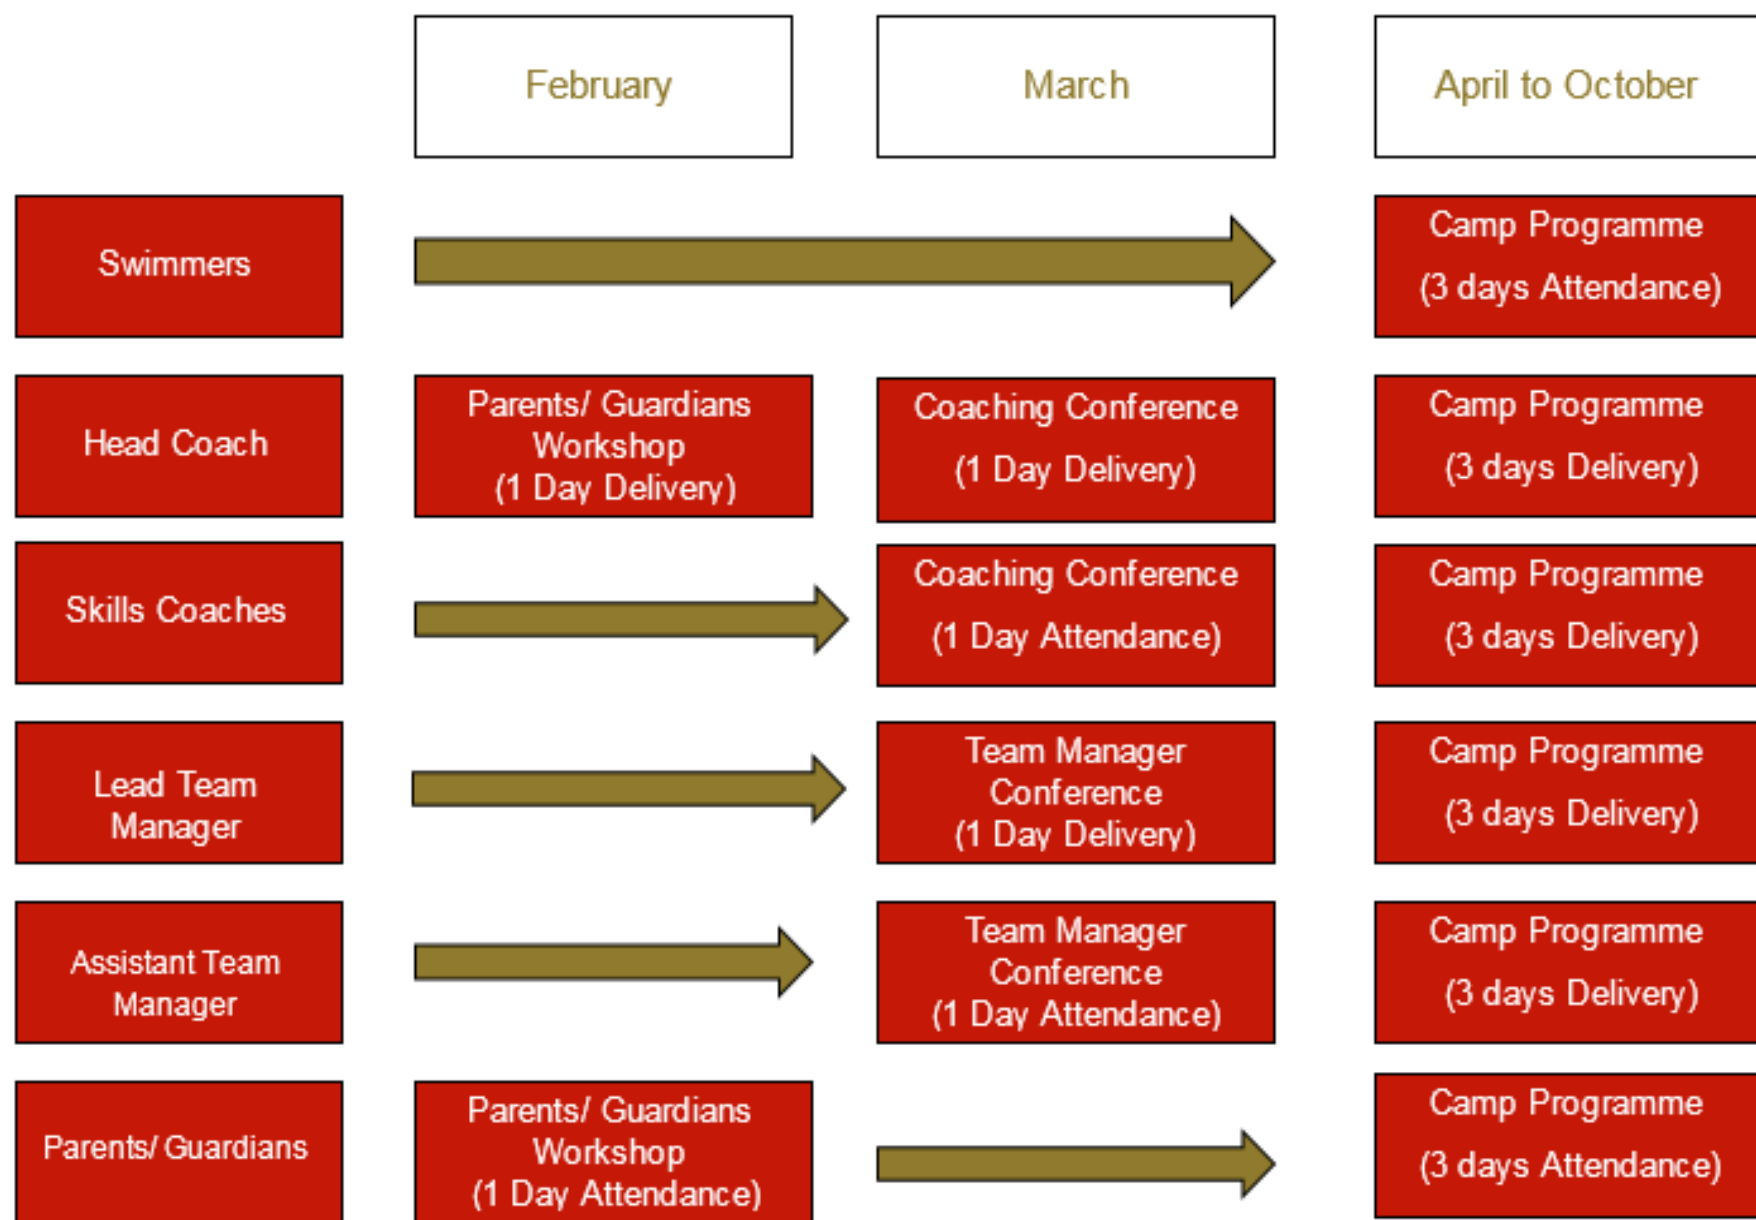 February
March
April to October
Swimmers
Camp Programme
(3 days Attendance)
Head Coach
Parents/ Guardians
Workshop
(1 Day Delivery)
Coaching Conference
(1 Day Delivery)
Camp Programme
(3 days Delivery)
Skills Coaches
Coaching Conference
(1 Day Attendance)
Camp Programme
(3 days Delivery)
Lead Team
Manager
Team Manager
Conference
(1 Day Delivery)
Camp Programme
(3 days Delivery)
Assistant Team
Manager
Team Manager
Conference
(1 Day Attendance)
Camp Programme
(3 days Delivery)
Parents/ Guardians
Parents/ Guardians
Workshop
(1 Day Attendance)
Camp Programme
(3 days Attendance)